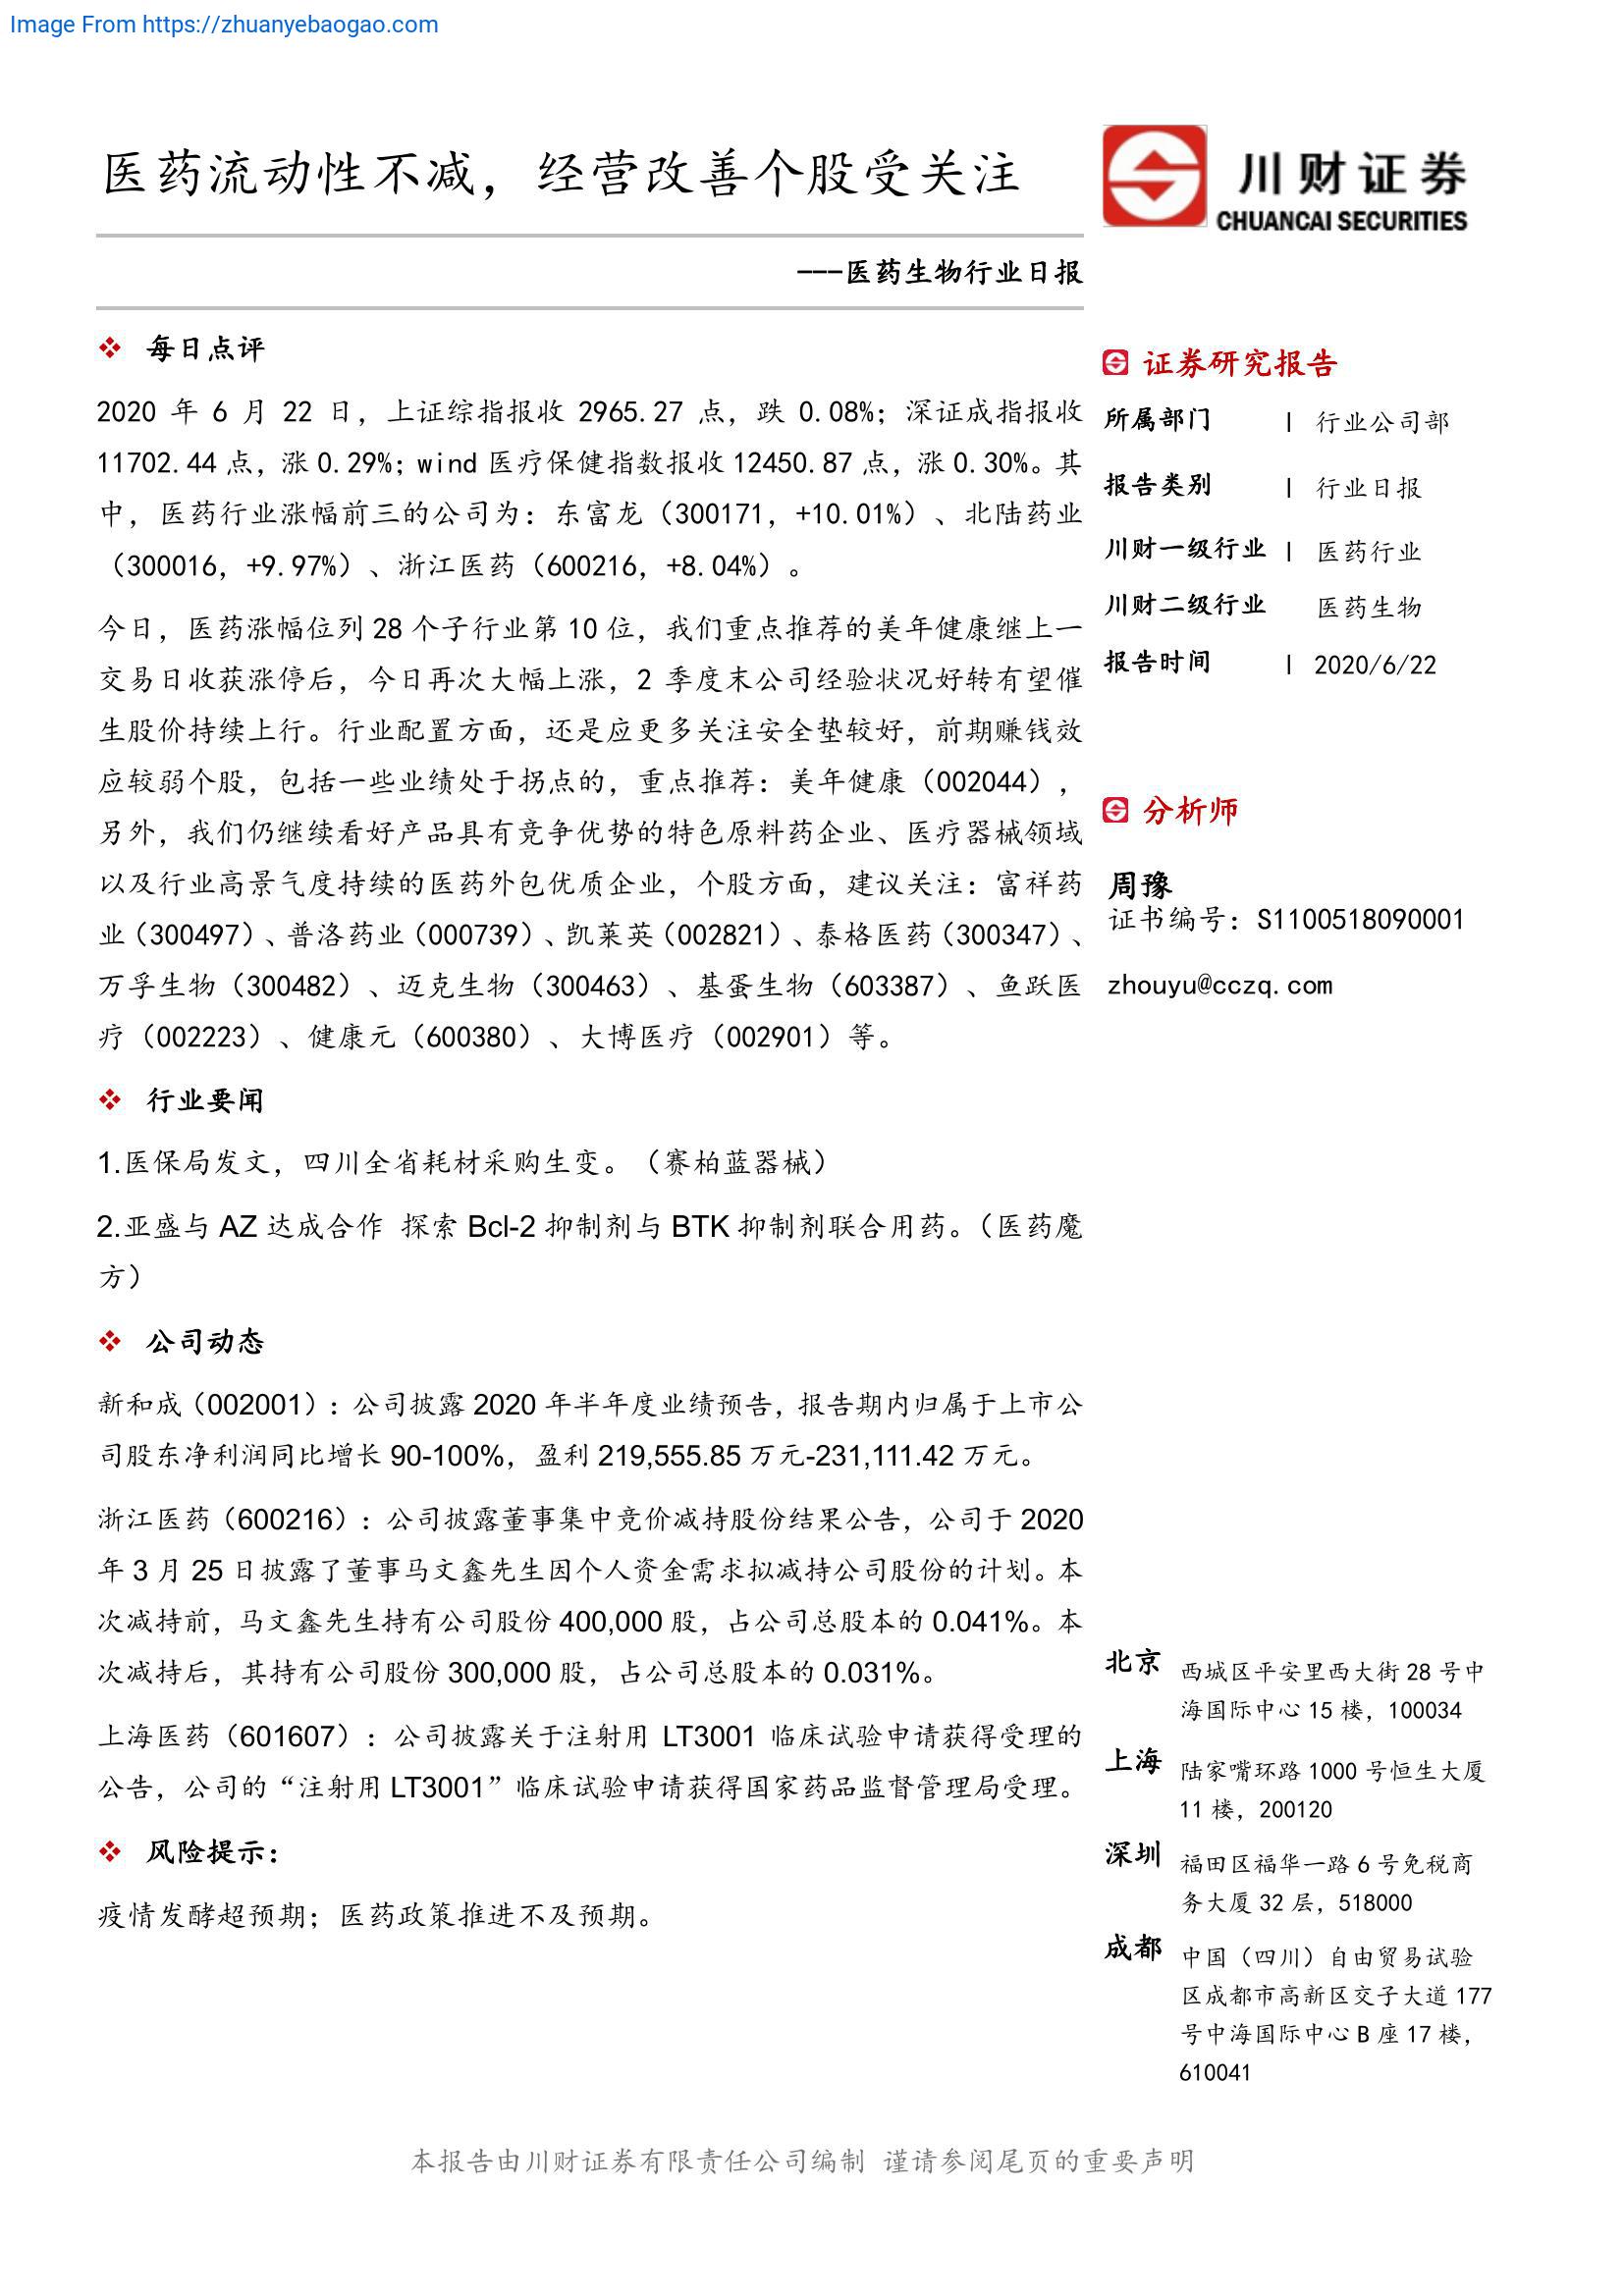 Image From https://zhuanyebaogao.com
医药流动性不减，经营改善个股受关注
川财证券
CHUANCAI SECURITIES
---医药生物行业日报
❖ 每日点评
2020 年 6 月 22 日，上证综指报收 2965.27 点，跌 0.08%；深证成指报收
11702.44 点，涨 0.29%；wind 医疗保健指数报收 12450.87 点，涨 0.30%。其
中，医药行业涨幅前三的公司为：东富龙（300171，+10.01%）、北陆药业
（300016，+9.97%）、浙江医药（600216，+8.04%）。
今日，医药涨幅位列 28 个子行业第 10 位，我们重点推荐的美年健康继上一
交易日收获涨停后，今日再次大幅上涨，2 季度末公司经验状况好转有望催
生股价持续上行。行业配置方面，还是应更多关注安全垫较好，前期赚钱效
应较弱个股，包括一些业绩处于拐点的，重点推荐：美年健康（002044），
另外，我们仍继续看好产品具有竞争优势的特色原料药企业、医疗器械领域
以及行业高景气度持续的医药外包优质企业，个股方面，建议关注：富祥药
业（300497）、普洛药业（000739）、凯莱英（002821）、泰格医药（300347）、
万孚生物（300482）、迈克生物（300463）、基蛋生物（603387）、鱼跃医
疗（002223）、健康元（600380）、大博医疗（002901）等。
❖ 行业要闻
1.医保局发文，四川全省耗材采购生变。（赛柏蓝器械）
2.亚盛与 AZ 达成合作 探索 Bcl-2 抑制剂与 BTK 抑制剂联合用药。（医药魔
方）
❖ 公司动态
新和成（002001）：公司披露 2020 年半年度业绩预告，报告期内归属于上市公
司股东净利润同比增长 90-100%，盈利 219,555.85 万元-231,111.42 万元。
浙江医药（600216）：公司披露董事集中竞价减持股份结果公告，公司于 2020
年 3 月 25 日披露了董事马文鑫先生因个人资金需求拟减持公司股份的计划。本
次减持前，马文鑫先生持有公司股份 400,000 股，占公司总股本的 0.041%。本
次减持后，其持有公司股份 300,000 股，占公司总股本的 0.031%。
上海医药（601607）：公司披露关于注射用 LT3001 临床试验申请获得受理的
公告，公司的“注射用 LT3001”临床试验申请获得国家药品监督管理局受理。
❖ 风险提示：
疫情发酵超预期；医药政策推进不及预期。
证券研究报告
所属部门 | 行业公司部
报告类别 | 行业日报
川财一级行业 | 医药行业
川财二级行业 医药生物
报告时间 | 2020/6/22
分析师
周豫
证书编号：S1100518090001
zhouyu@cczq.com
北京 西城区平安里西大街 28 号中
海国际中心 15 楼，100034
上海 陆家嘴环路 1000 号恒生大厦
11 楼，200120
深圳 福田区福华一路 6 号免税商
务大厦 32 层，518000
成都 中国（四川）自由贸易试验
区成都市高新区交子大道 177
号中海国际中心 B 座 17 楼，
610041
本报告由川财证券有限责任公司编制 谨请参阅尾页的重要声明